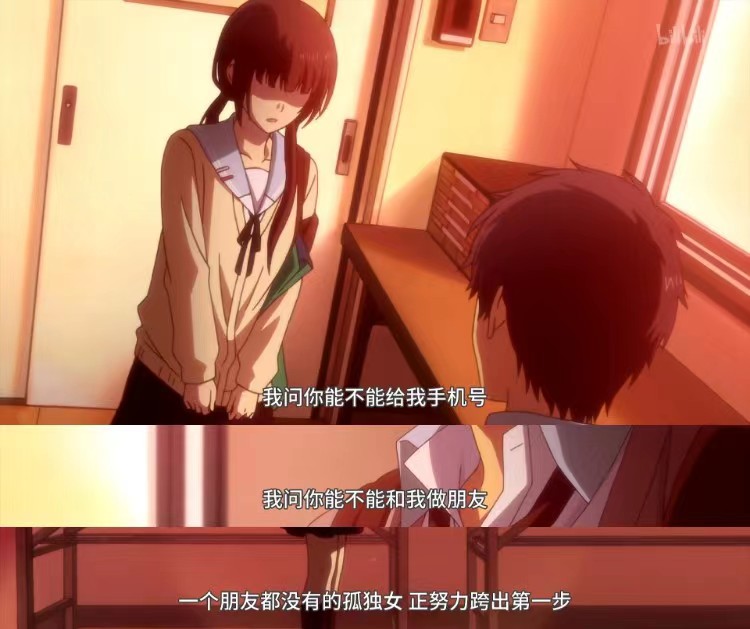 bilibili
我问你能不能给我手机号
我问你能不能和我做朋友
一个朋友都没有的孤独女 正努力跨出第一步